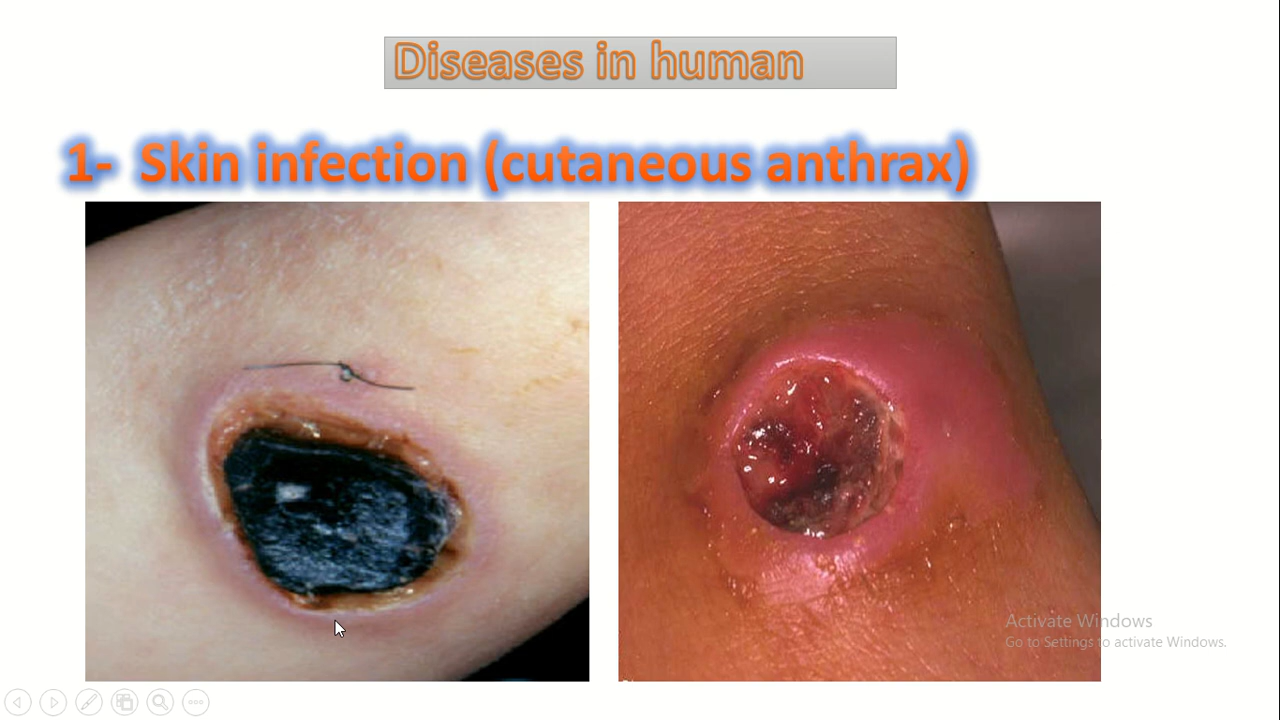 Diseases in human
1- Skin infection (cutaneous anthrax)
Activate Windows
Go to Settings to activate Windows.